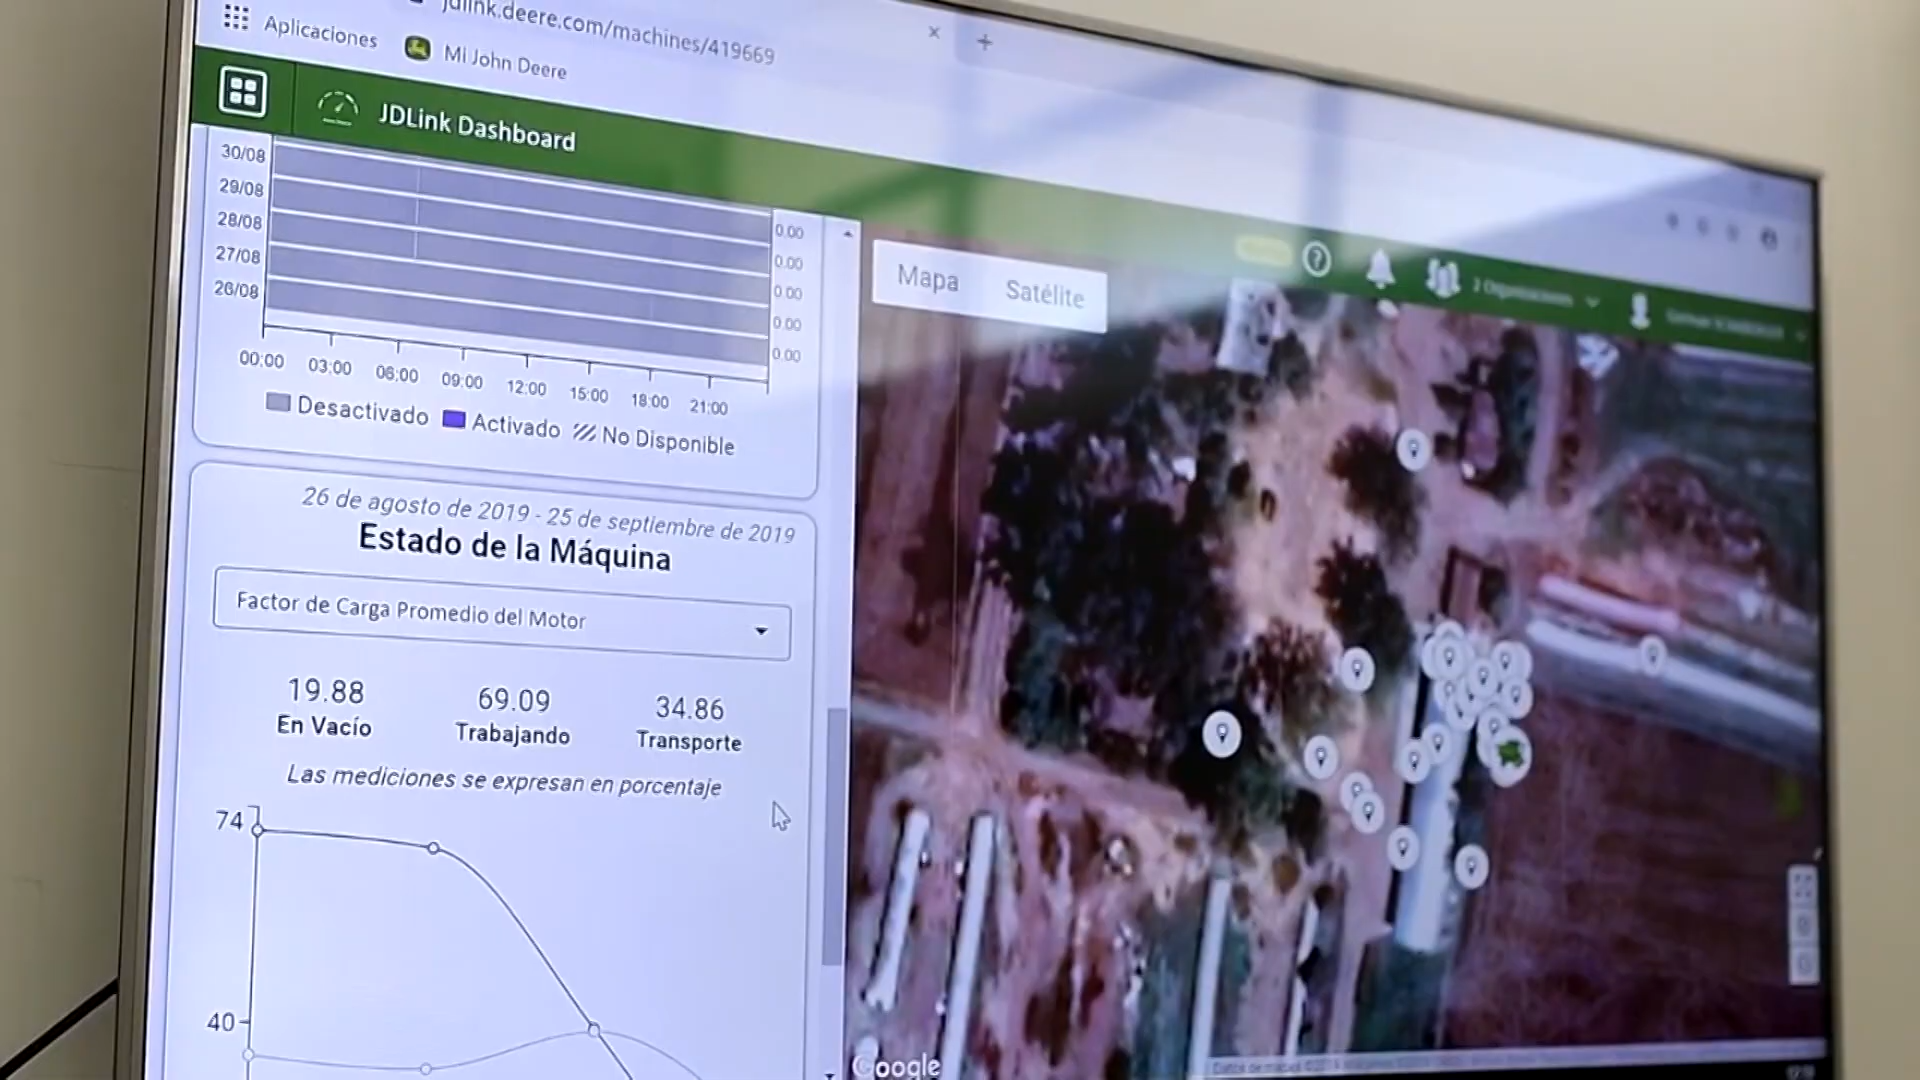 jdlink.deere.com/machines/419669
Aplicaciones
Mi John Deere
JDLink Dashboard
30/08
29/08
28/08
27/08
26/08
0.00
0.00
0.00
0.00
0.00
00:00 03:00 06:00 09:00 12:00 15:00 18:00 21:00
Desactivado Activado No Disponible
26 de agosto de 2019 - 25 de septiembre de 2019
Estado de la Máquina
Factor de Carga Promedio del Motor
19.88 69.09 34.86
En Vacío Trabajando Transporte
Las mediciones se expresan en porcentaje
74
40
Mapa Satélite
2 Organizaciones
Google